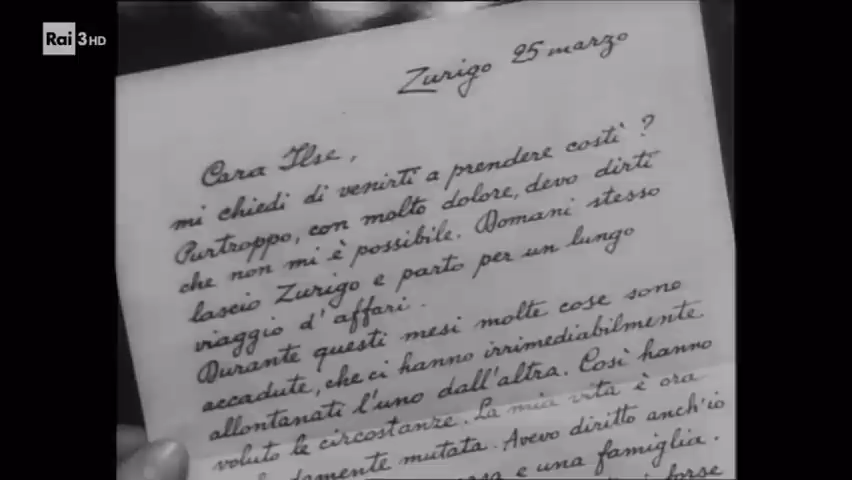 Rai 3 HD
Zurigo 25 marzo
Cara Ilse,
mi chiedi di venirti a prendere costì?
Purtroppo, con molto dolore, devo dirti
che non mi è possibile. Domani stesso
lascio Zurigo e parto per un lungo
viaggio d'affari.
Durante questi mesi molte cose sono
accadute, che ci hanno irrimediabilmente
allontanati l'uno dall'altra. Così hanno
voluto le circostanze. La mia vita è ora
mutata. Avevo diritto anch'io
e una famiglia.
forse